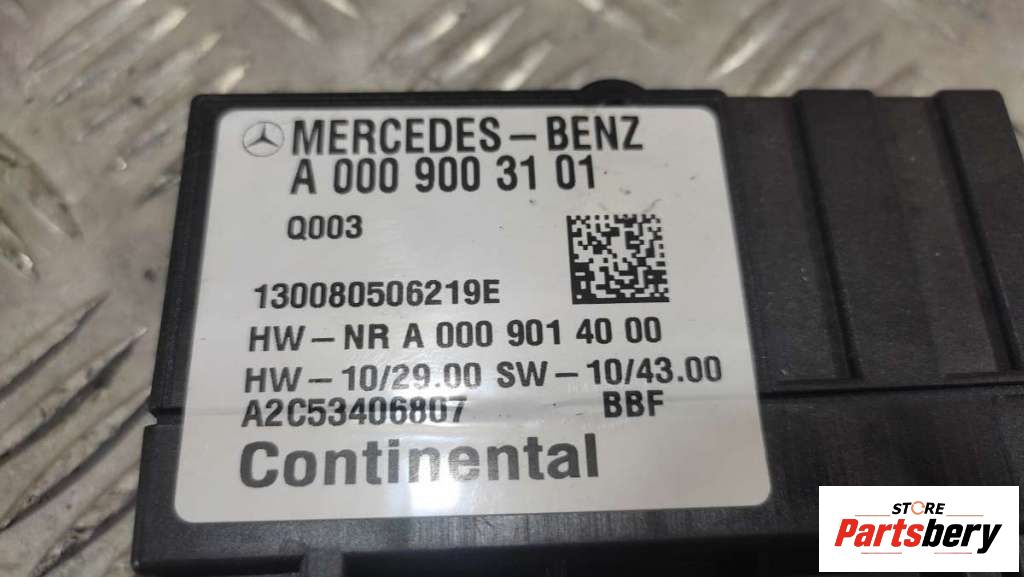 MERCEDES-BENZ
A 000 900 31 01
Q003
130080506219E
HW-NR A 000 901 40 00
HW-10/29.00 SW-10/43.00
A2C53406807 BBF
Continental
STORE
Partsbery